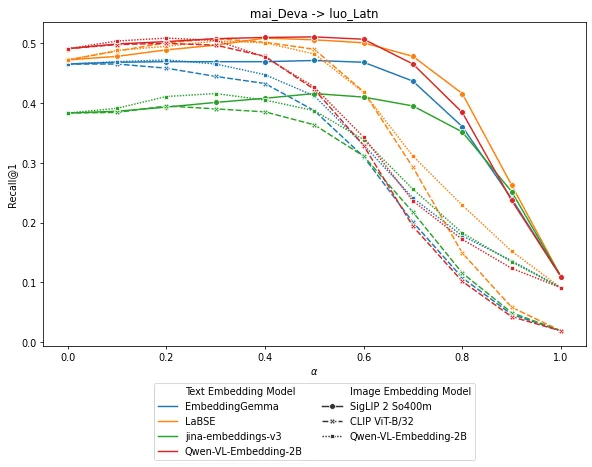 mai_Deva -> luo_Latn
Recall@1
0.5
0.4
0.3
0.2
0.1
0.0
0.0 0.2 0.4 0.6 0.8 1.0
α
Text Embedding Model
EmbeddingGemma
LaBSE
jina-embeddings-v3
Qwen-VL-Embedding-2B
Image Embedding Model
SigLIP 2 So400m
CLIP ViT-B/32
Qwen-VL-Embedding-2B